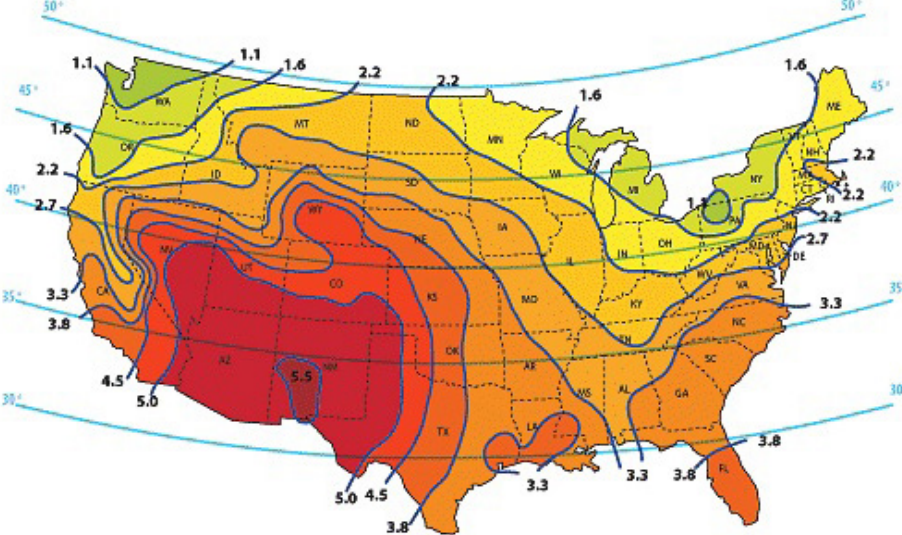 50°
50°
1.1
1.1
1.6
2.2
2.2
1.6
1.6
45°
45°
WA
MT
ND
MN
ME
VT
NH
1.6
OR
ID
SD
WI
MI
NY
MA
2.2
2.2
CT
RI
2.2
40°
40°
2.7
WY
NE
IA
1.1
PA
NJ
2.2
NV
UT
CO
IL
IN
OH
MD
DE
2.7
WV
VA
KS
MO
KY
3.3
CA
35°
35°
3.8
3.3
NC
TN
4.5
AZ
NM
5.5
OK
AR
SC
5.0
MS
AL
GA
30°
30°
TX
LA
3.8
3.8
FL
3.3
3.3
5.0
4.5
3.8